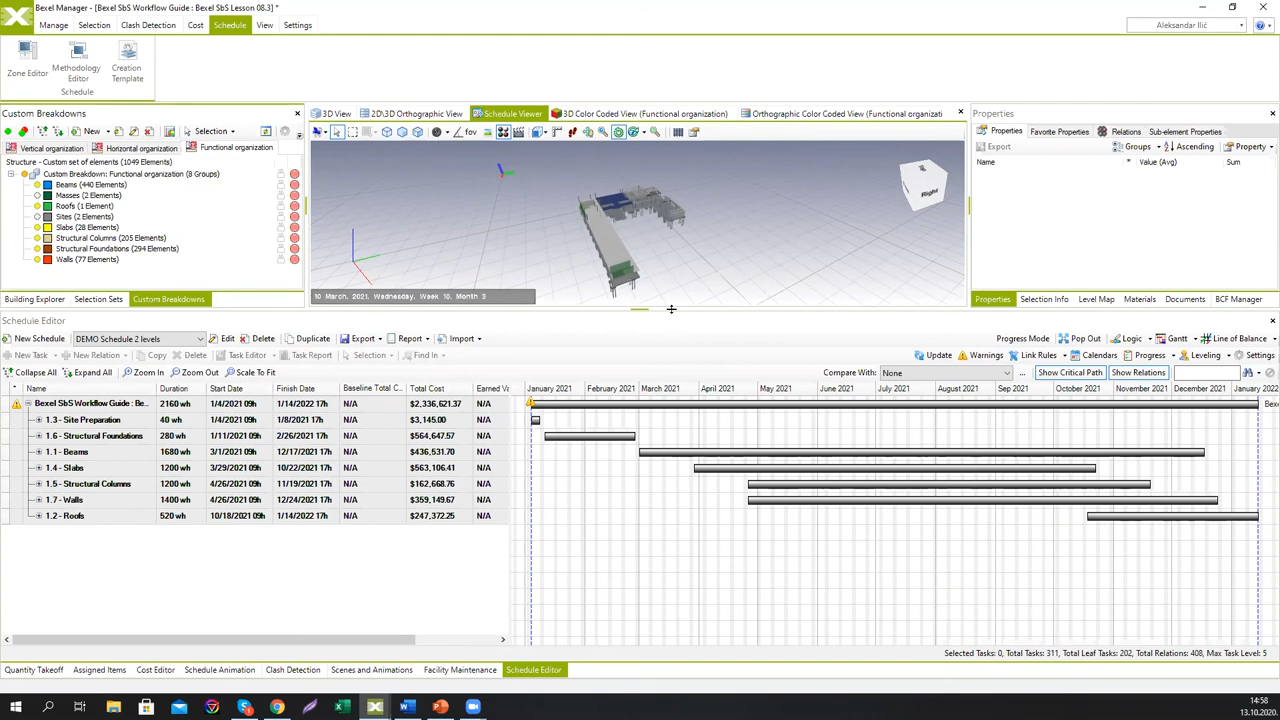 Bexel Manager - [Bexel SbS Workflow Guide : Bexel SbS Lesson 08.3] *
Manage Selection Clash Detection Cost Schedule View Settings
Aleksandar Ilić
Zone Editor
Methodology Editor
Creation Template
Schedule
Custom Breakdowns
New
Selection
Vertical organization Horizontal organization Functional organization
Structure - Custom set of elements (1049 Elements)
Custom Breakdown: Functional organization (8 Groups)
Beams (440 Elements)
Masses (2 Elements)
Roofs (1 Element)
Sites (2 Elements)
Slabs (28 Elements)
Structural Columns (205 Elements)
Structural Foundations (294 Elements)
Walls (77 Elements)
Building Explorer Selection Sets Custom Breakdowns
3D View 2D\3D Orthographic View Schedule Viewer 3D Color Coded View (Functional organization) Orthographic Color Coded View (Functional organizati
fov
Right
10 March, 2021, Wednesday, Week 10, Month 3
Properties
Properties Favorite Properties Relations Sub-element Properties
Export Groups Ascending Property
Name * Value (Avg) Sum
Properties Selection Info Level Map Materials Documents BCF Manager
Schedule Editor
New Schedule DEMO Schedule 2 levels Edit Delete Duplicate Export Report Import Progress Mode Pop Out Logic Gantt Line of Balance
New Task New Relation Copy Delete Task Editor Task Report Selection Find In Update Warnings Link Rules Calendars Progress Leveling Settings
Collapse All Expand All Zoom In Zoom Out Scale To Fit Compare With: None ... Show Critical Path Show Relations
* Name Duration Start Date Finish Date Baseline Total C... Total Cost Earned Va
January 2021 February 2021 March 2021 April 2021 May 2021 June 2021 July 2021 August 2021 Sep 2021 October 2021 November 2021 December 2021 January 2022
Bexel SbS Workflow Guide : Be... 2160 wh 1/4/2021 09h 1/14/2022 17h N/A $2,336,621.37 N/A Bexe
1.3 - Site Preparation 40 wh 1/4/2021 09h 1/8/2021 17h N/A $3,145.00 N/A
1.6 - Structural Foundations 280 wh 1/11/2021 09h 2/26/2021 17h N/A $564,647.57 N/A
1.1 - Beams 1680 wh 3/1/2021 09h 12/17/2021 17h N/A $436,531.70 N/A
1.4 - Slabs 1200 wh 3/29/2021 09h 10/22/2021 17h N/A $563,106.41 N/A
1.5 - Structural Columns 1200 wh 4/26/2021 09h 11/19/2021 17h N/A $162,668.76 N/A
1.7 - Walls 1400 wh 4/26/2021 09h 12/24/2021 17h N/A $359,149.67 N/A
1.2 - Roofs 520 wh 10/18/2021 09h 1/14/2022 17h N/A $247,372.25 N/A
Selected Tasks: 0, Total Tasks: 311, Total Leaf Tasks: 202, Total Relations: 408, Max Task Level: 5
Quantity Takeoff Assigned Items Cost Editor Schedule Animation Clash Detection Scenes and Animations Facility Maintenance Schedule Editor
14:58
13.10.2020.